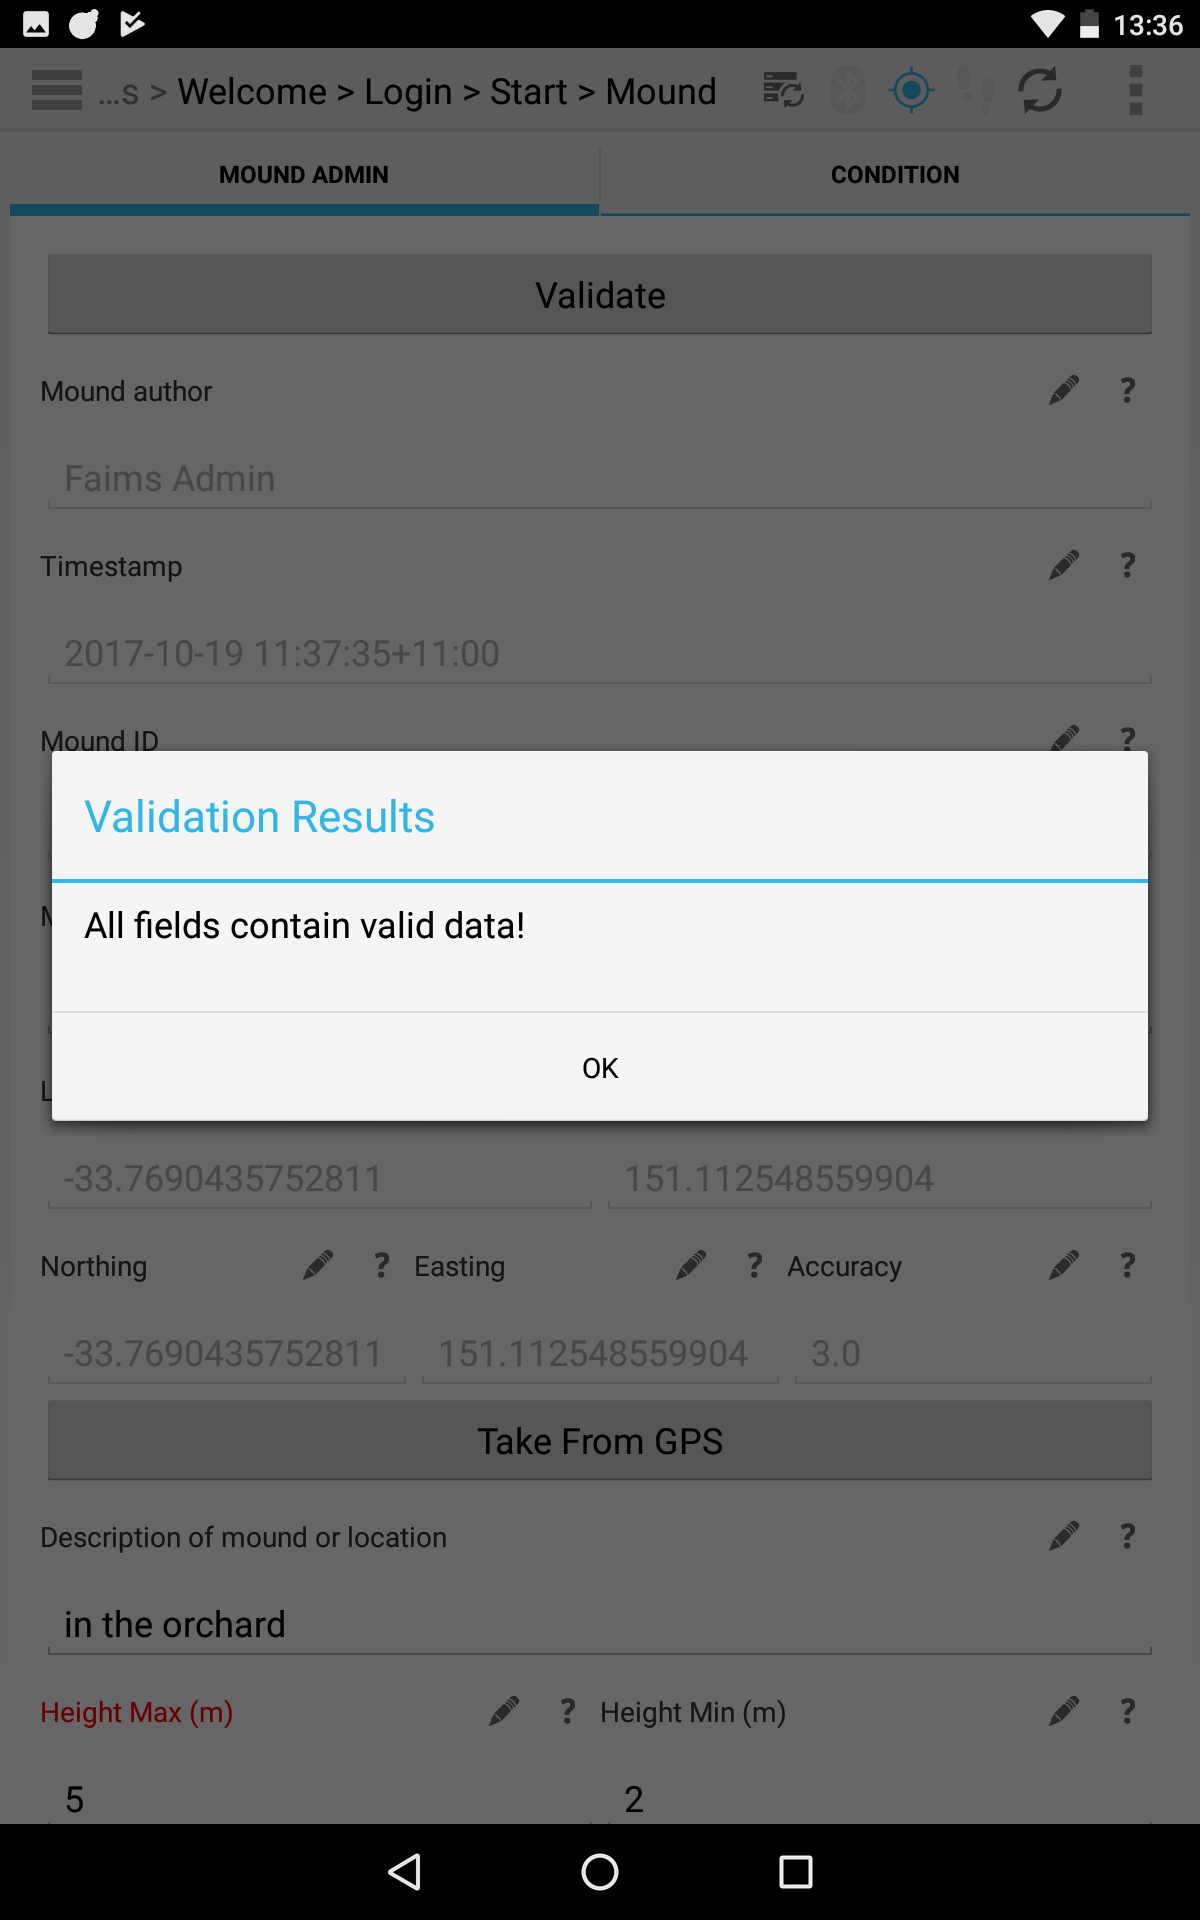 13:36
...s > Welcome > Login > Start > Mound
MOUND ADMIN
CONDITION
Validate
Mound author ?
Faims Admin
Timestamp ?
2017-10-19 11:37:35+11:00
Mound ID ?
Validation Results
All fields contain valid data!
OK
-33.7690435752811 151.112548559904
Northing ? Easting ? Accuracy ?
-33.7690435752811 151.112548559904 3.0
Take From GPS
Description of mound or location ?
in the orchard
Height Max (m) ? Height Min (m) ?
5 2